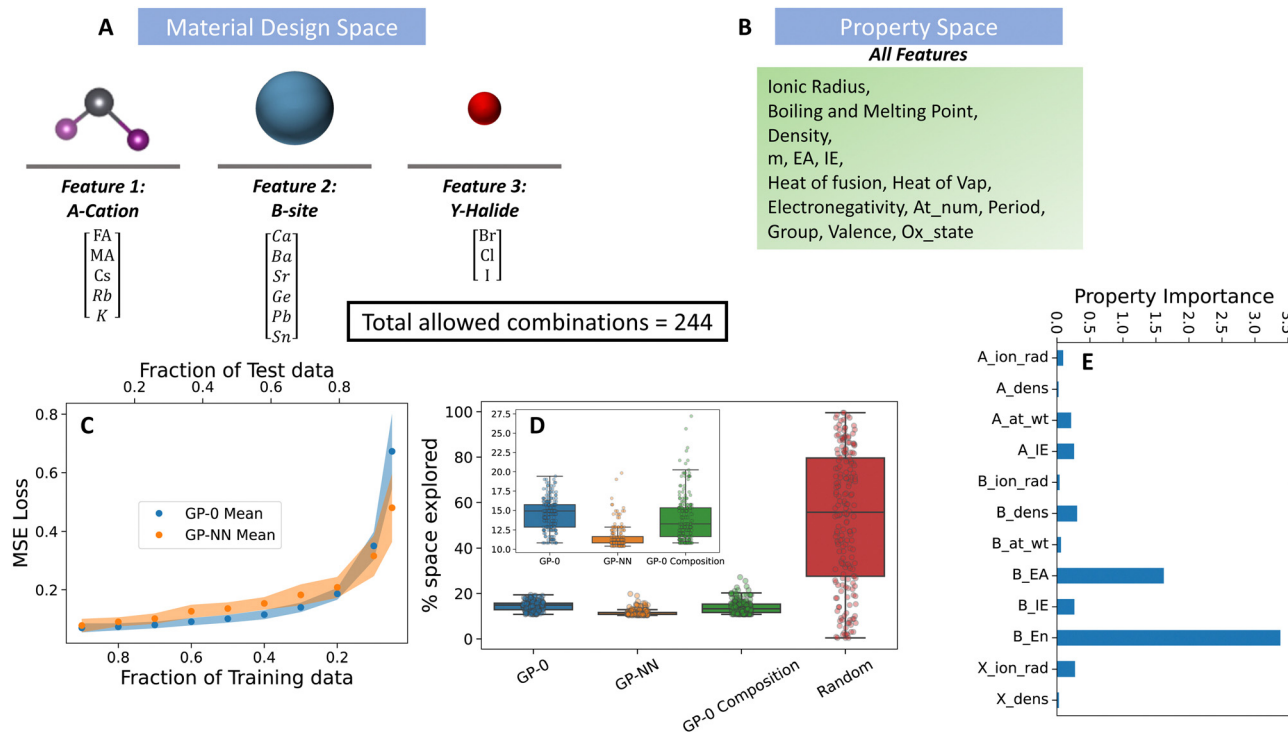 A
Material Design Space
Feature 1:
A-Cation
FA
MA
Cs
Rb
K
Feature 2:
B-site
Ca
Ba
Sr
Ge
Pb
Sn
Feature 3:
Y-Halide
Br
Cl
I
Total allowed combinations = 244
B
Property Space
All Features
Ionic Radius,
Boiling and Melting Point,
Density,
m, EA, IE,
Heat of fusion, Heat of Vap,
Electronegativity, At_num, Period,
Group, Valence, Ox_state
Fraction of Test data
0.2 0.4 0.6 0.8
C
MSE Loss
0.8
0.6
0.4
0.2
GP-0 Mean
GP-NN Mean
0.8 0.6 0.4 0.2
Fraction of Training data
D
% space explored
100
80
60
40
20
0
27.5
25.0
22.5
20.0
17.5
15.0
12.5
10.0
GP-0 GP-NN GP-0 Composition
GP-0
GP-NN
GP-0 Composition
Random
Property Importance
0.0 0.5 1.0 1.5 2.0 2.5 3.0 3.5
E
A_ion_rad
A_dens
A_at_wt
A_IE
B_ion_rad
B_dens
B_at_wt
B_EA
B_IE
B_En
X_ion_rad
X_dens